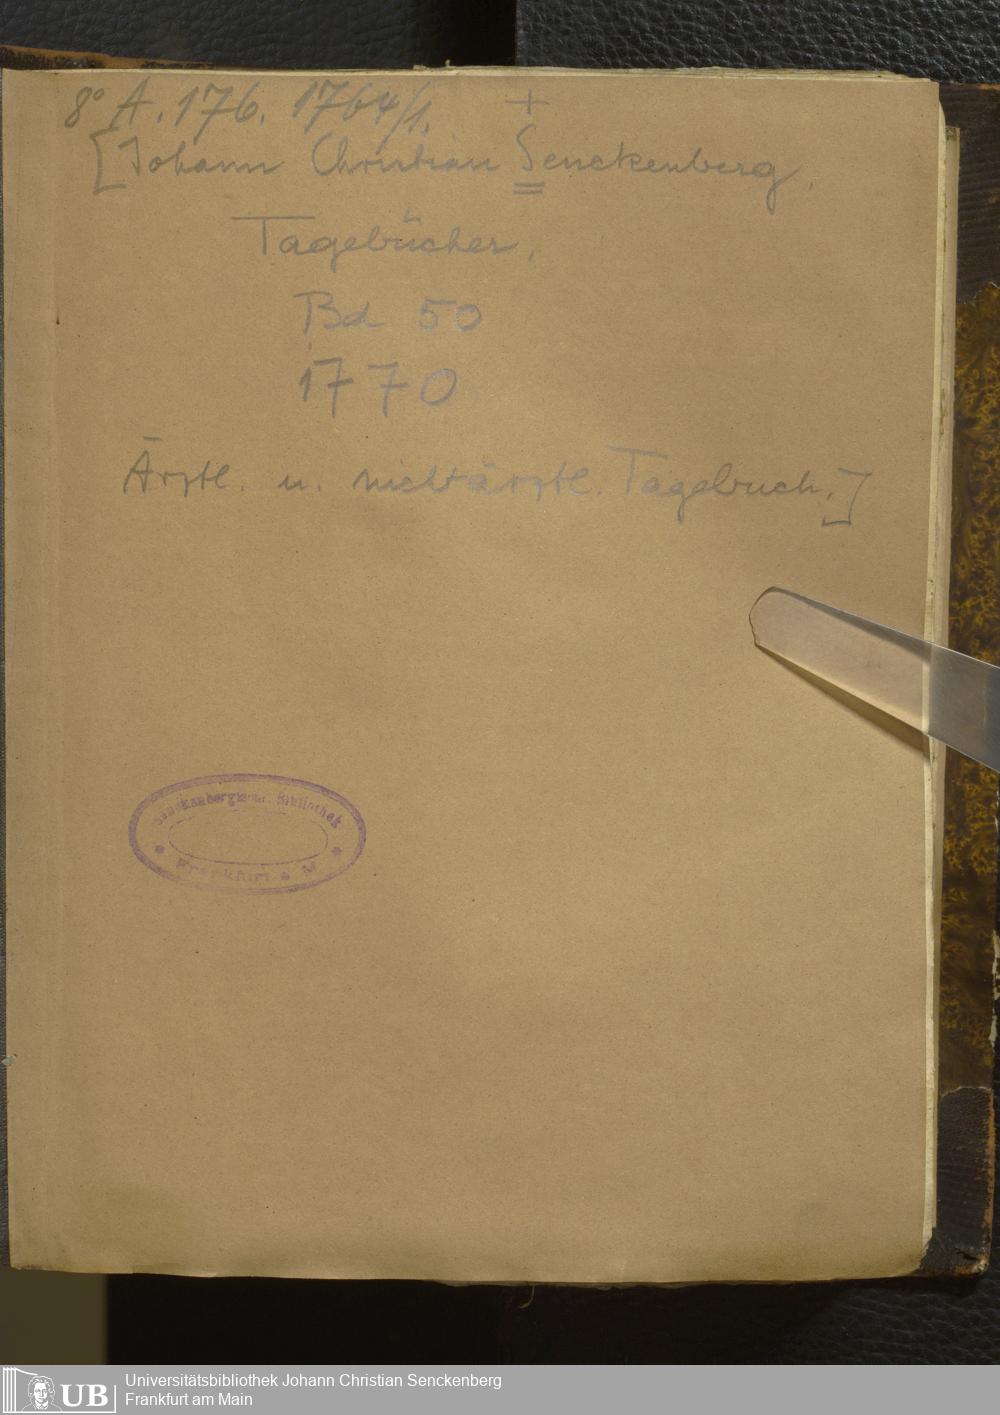 8° A. 176. 1764/1. +
[Johann Christian Senckenberg.
Tagebücher.
Bd 50
1770
Ärztl. u. nichtärztl. Tagebuch.]
Senckenbergische Bibliothek
Frankfurt M
UB
Universitätsbibliothek Johann Christian Senckenberg
Frankfurt am Main